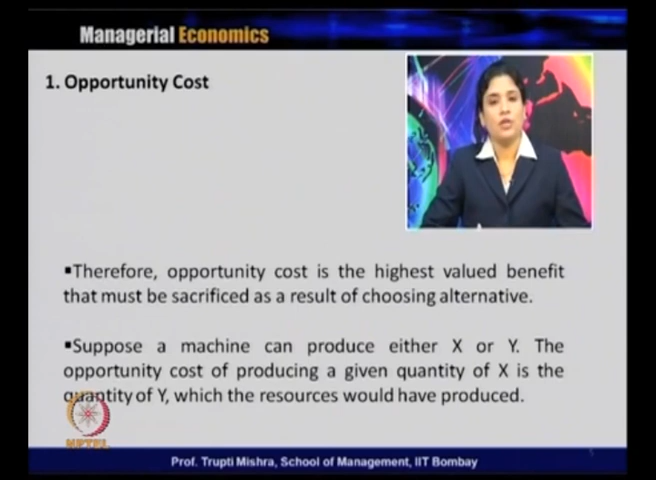 Managerial Economics
1. Opportunity Cost
▪Therefore, opportunity cost is the highest valued benefit
that must be sacrificed as a result of choosing alternative.
▪Suppose a machine can produce either X or Y. The
opportunity cost of producing a given quantity of X is the
quantity of Y, which the resources would have produced.
NPTEL
Prof. Trupti Mishra, School of Management, IIT Bombay